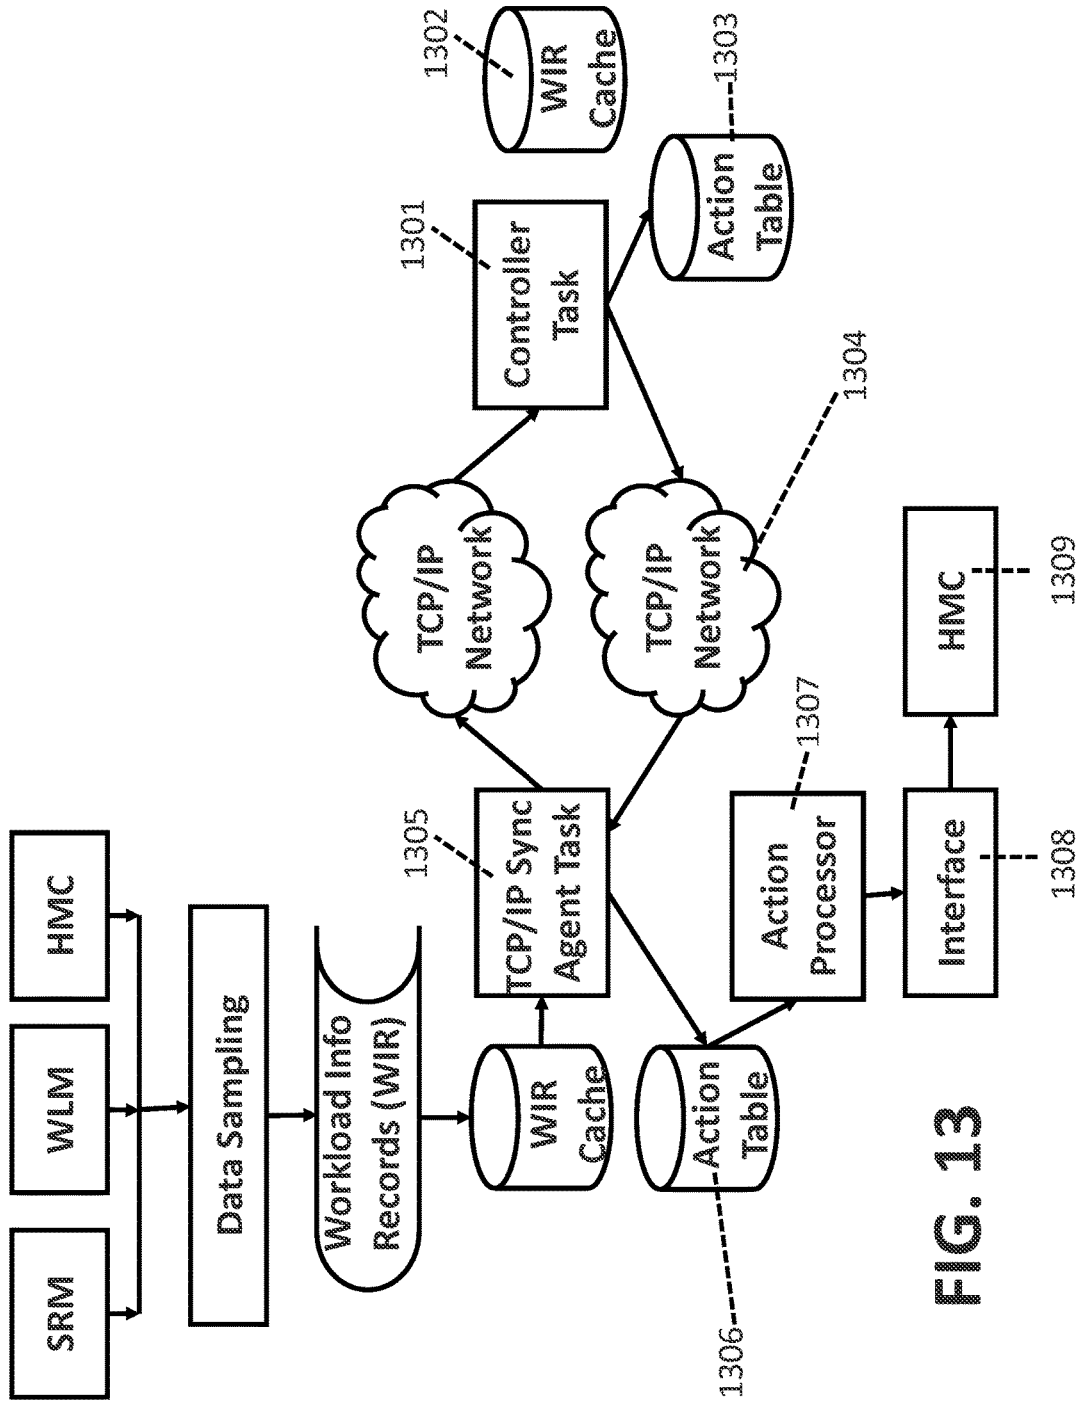 SRM
WLM
HMC
Data Sampling
Workload Info
Records (WIR)
WIR
Cache
1305
TCP/IP Sync
Agent Task
TCP/IP
Network
1301
Controller
Task
1302
WIR
Cache
1306
Action
Table
TCP/IP
Network
1304
Action
Table
1303
Action
Processor
1307
Interface
1308
HMC
1309
FIG. 13